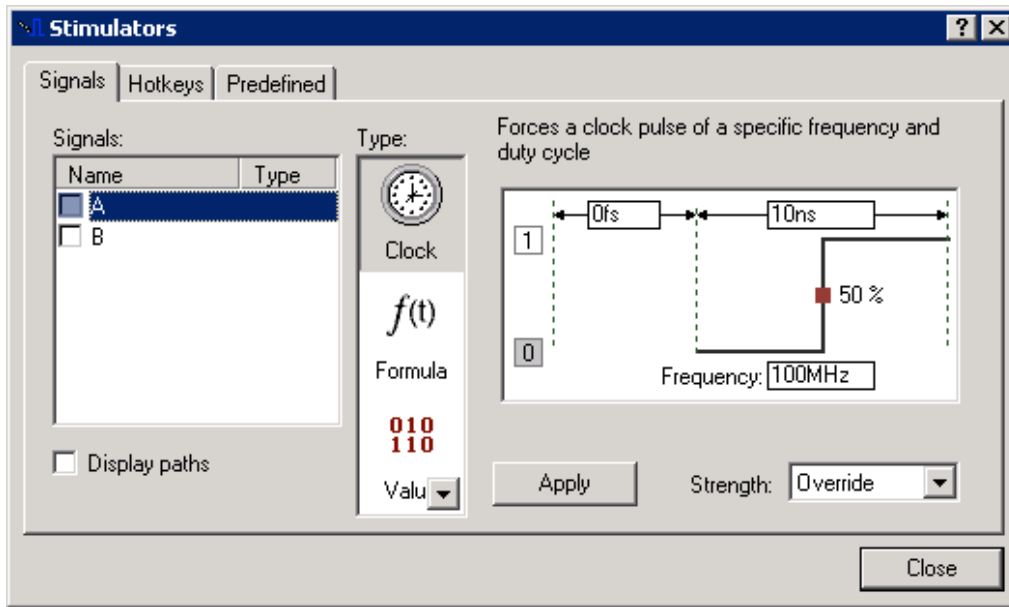 Stimulators
Signals Hotkeys Predefined
Signals:
Name Type
A
B
Display paths
Type:
Clock
f(t)
Formula
010
110
Valu
Forces a clock pulse of a specific frequency and
duty cycle
0fs 10ns
1
50 %
0
Frequency: 100MHz
Apply Strength: Override
Close